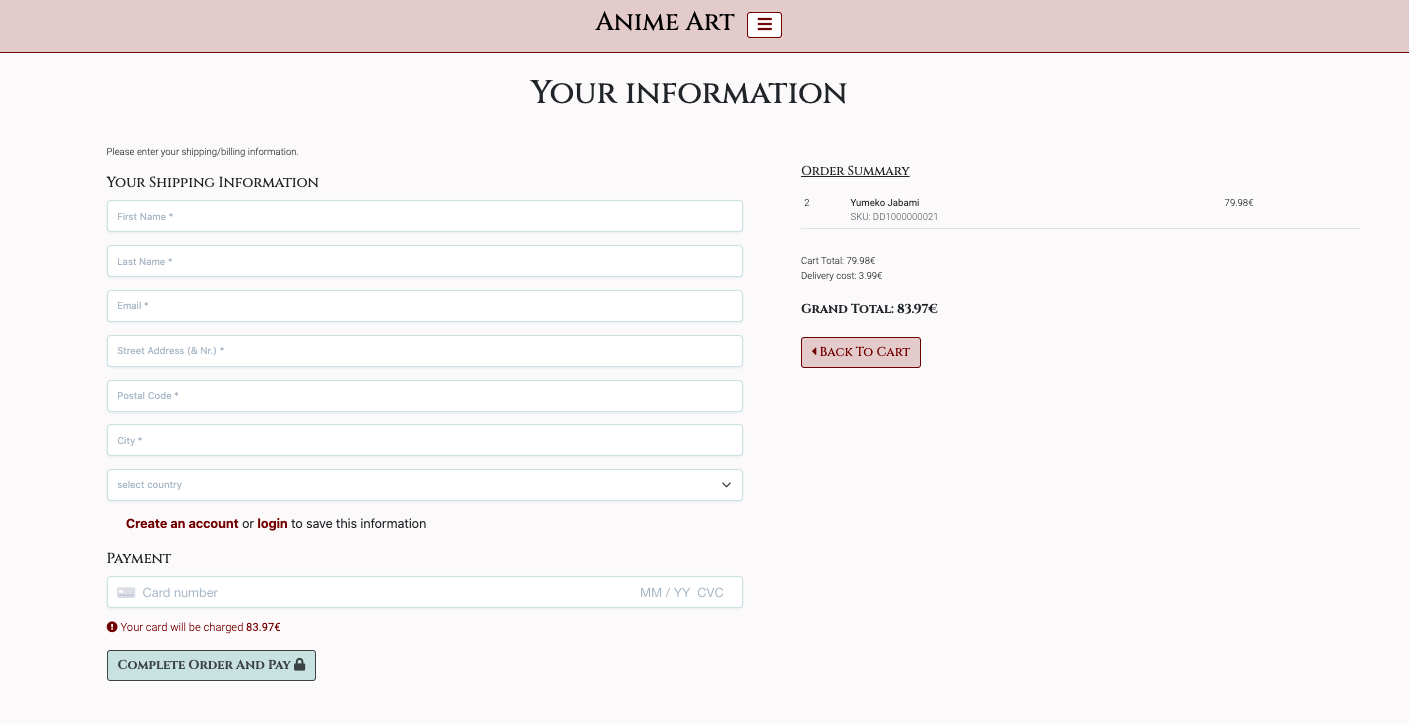 Anime Art
Your information
Please enter your shipping/billing information.
Your Shipping Information
First Name *
Last Name *
Email *
Street Address (& Nr.) *
Postal Code *
City *
select country
Create an account or login to save this information
Payment
Card number MM / YY CVC
Your card will be charged 83.97€
Complete Order And Pay
Order Summary
2 Yumeko Jabami 79.98€
SKU: DD1000000021
Cart Total: 79.98€
Delivery cost: 3.99€
Grand Total: 83.97€
Back To Cart